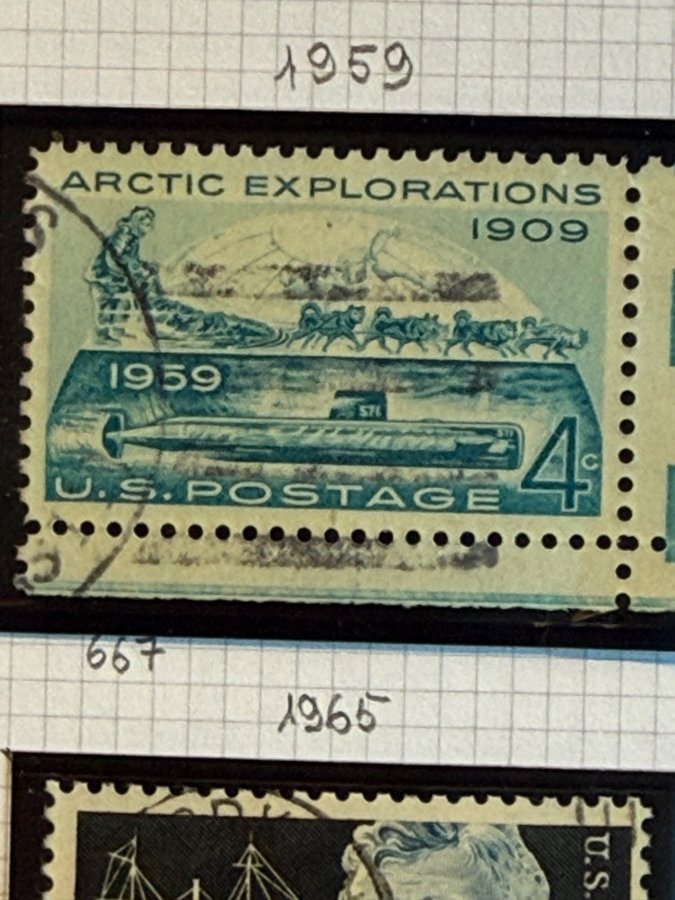 1959
ARCTIC EXPLORATIONS
1909
1959
571
4c
U.S. POSTAGE
667
1965
U.S.